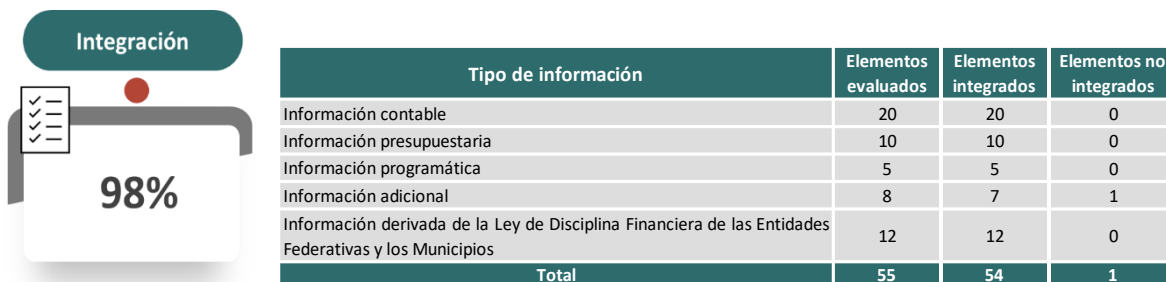 Integración
98%
Tipo de información Elementos evaluados Elementos integrados Elementos no integrados
Información contable 20 20 0
Información presupuestaria 10 10 0
Información programática 5 5 0
Información adicional 8 7 1
Información derivada de la Ley de Disciplina Financiera de las Entidades
Federativas y los Municipios 12 12 0
Total 55 54 1